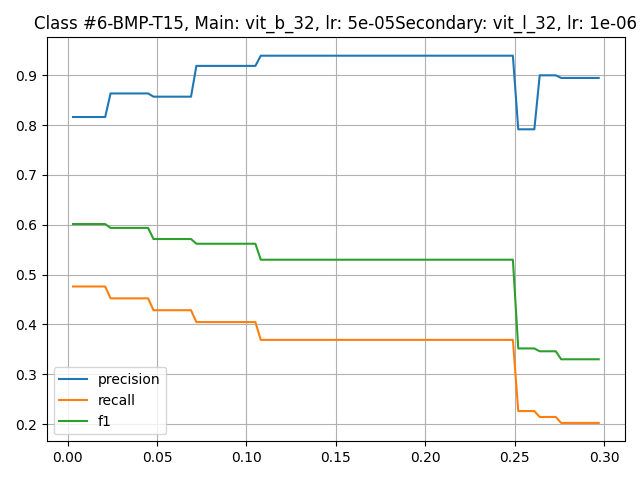 Class #6-BMP-T15, Main: vit_b_32, lr: 5e-05Secondary: vit_l_32, lr: 1e-06
0.9
0.8
0.7
0.6
0.5
0.4
0.3
0.2
precision
recall
f1
0.00 0.05 0.10 0.15 0.20 0.25 0.30